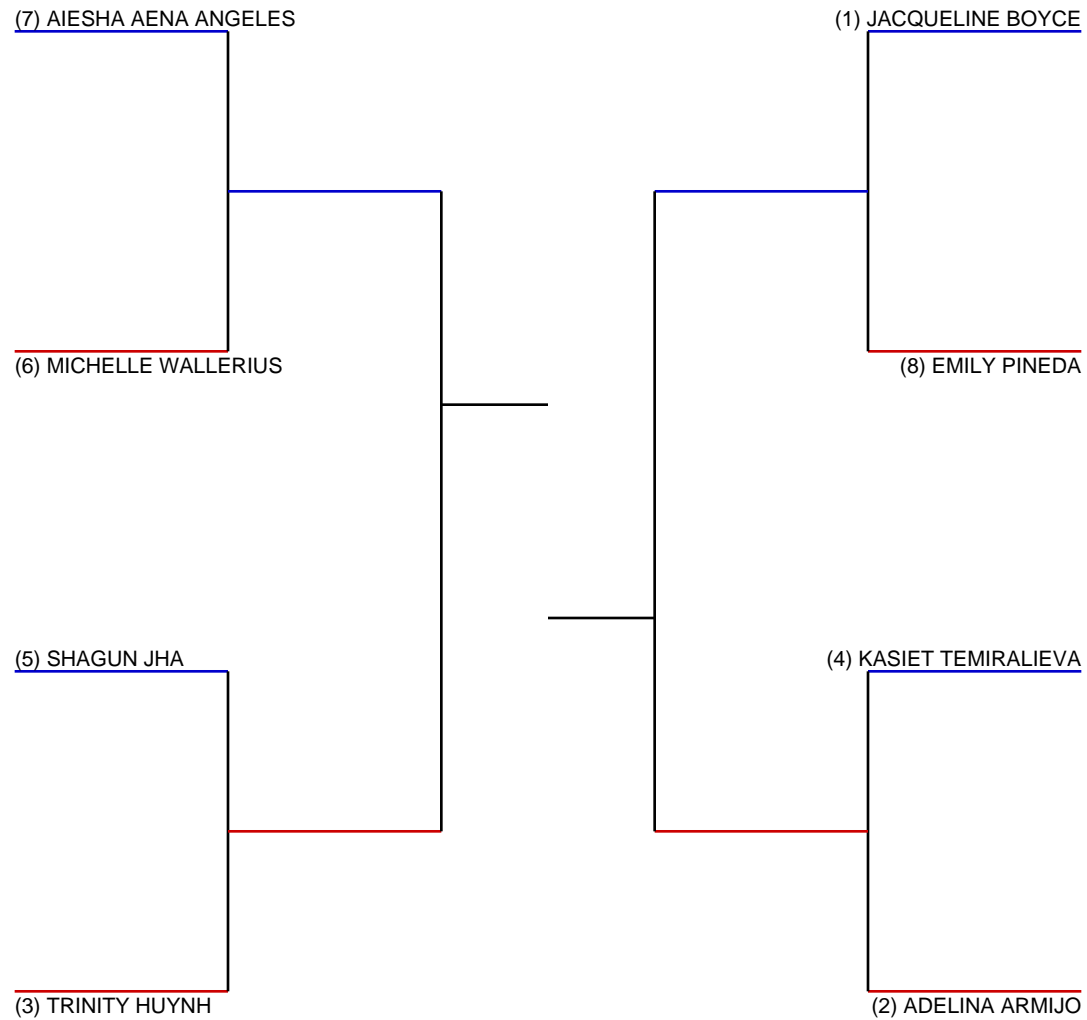 (7) AIESHA AENA ANGELES
(1) JACQUELINE BOYCE
(6) MICHELLE WALLERIUS
(8) EMILY PINEDA
(5) SHAGUN JHA
(4) KASIET TEMIRALIEVA
(3) TRINITY HUYNH
(2) ADELINA ARMIJO